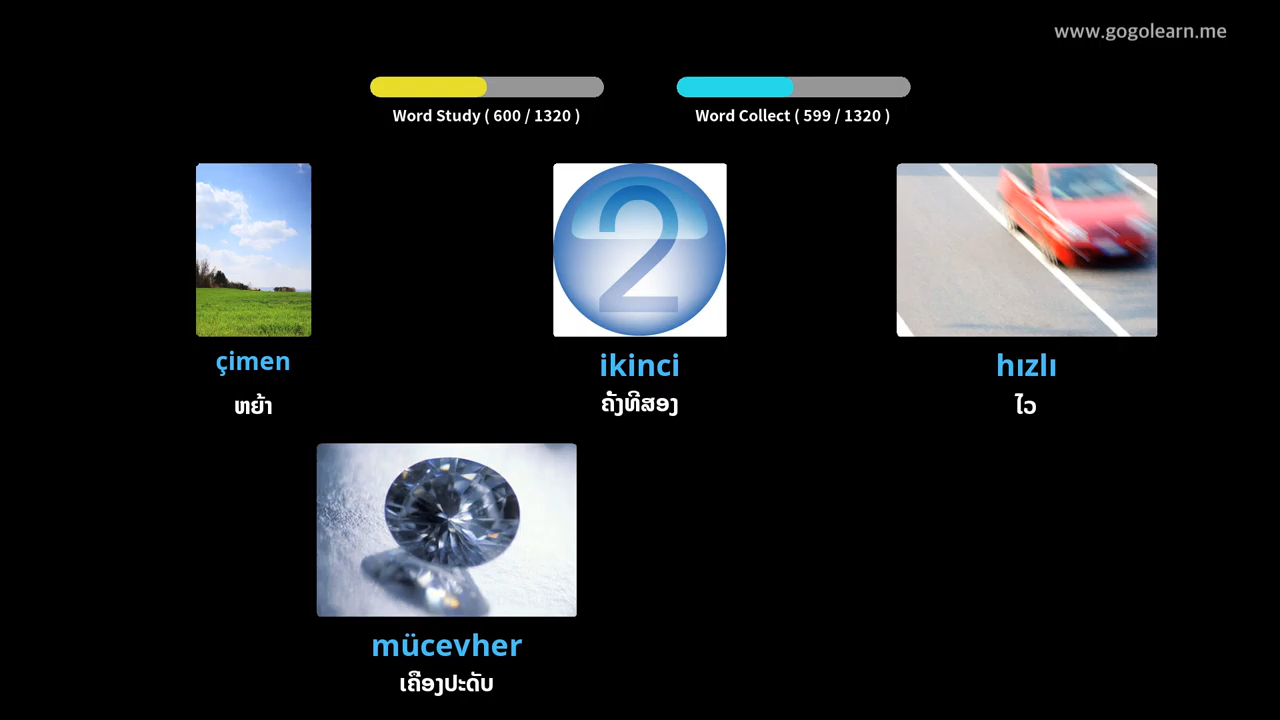 www.gogolearn.me
Word Study ( 600 / 1320 )
Word Collect ( 599 / 1320 )
2
çimen
ikinci
hızlı
ຫຍ້າ
ຄັ້ງທີສອງ
ໄວ
mücevher
ເຄື່ອງປະດັບ